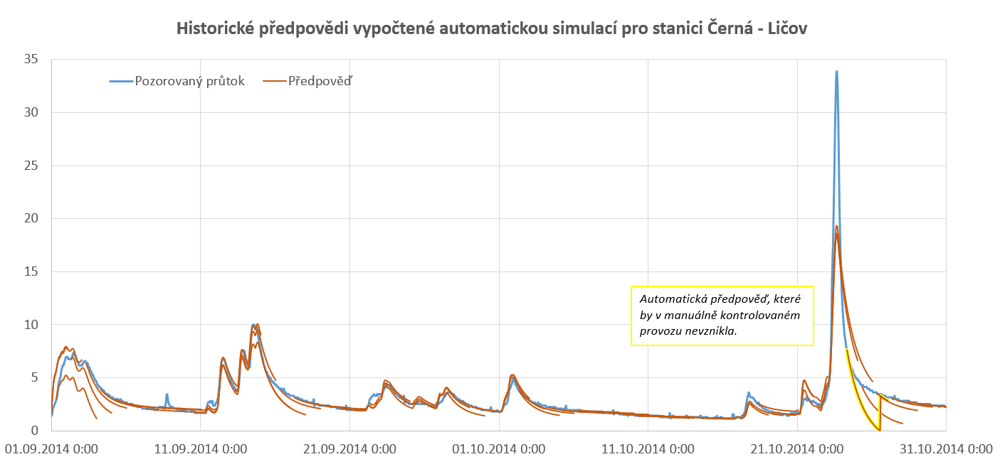 Historické předpovědi vypočtené automatickou simulací pro stanici Černá - Ličov
35
Pozorovaný průtok Předpověď
30
25
20
15
Automatická předpověď, které
by v manuálně kontrolovaném
provozu nevznikla.
10
5
0
01.09.2014 0:00 11.09.2014 0:00 21.09.2014 0:00 01.10.2014 0:00 11.10.2014 0:00 21.10.2014 0:00 31.10.2014 0:00